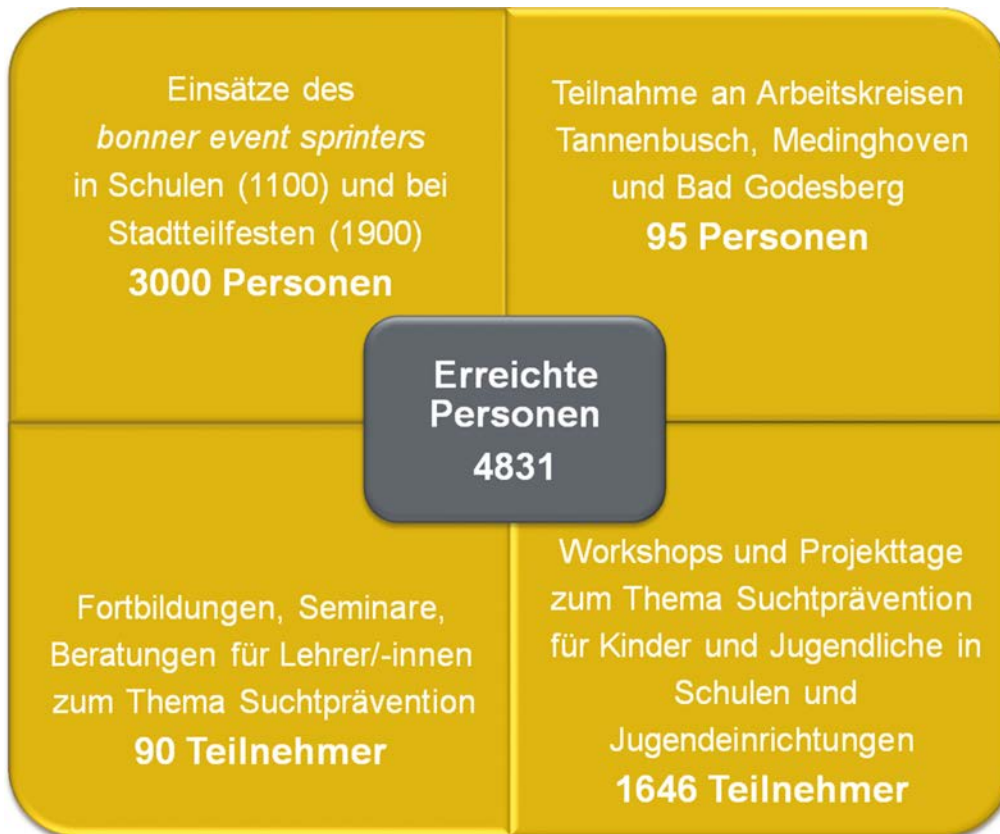 Einsätze des
bonner event sprinters
in Schulen (1100) und bei
Stadtteilfesten (1900)
3000 Personen
Teilnahme an Arbeitskreisen
Tannenbusch, Medinghoven
und Bad Godesberg
95 Personen
Erreichte
Personen
4831
Fortbildungen, Seminare,
Beratungen für Lehrer/-innen
zum Thema Suchtprävention
90 Teilnehmer
Workshops und Projekttage
zum Thema Suchtprävention
für Kinder und Jugendliche in
Schulen und
Jugendeinrichtungen
1646 Teilnehmer